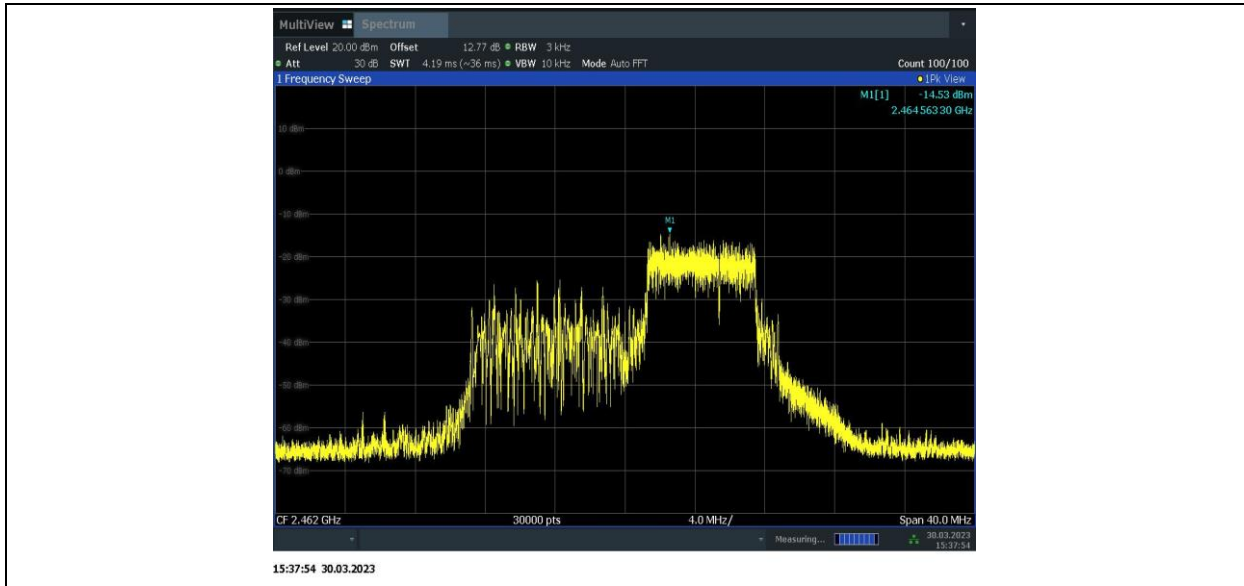 MultiView Spectrum
Ref Level 20.00 dBm Offset 12.77 dB RBW 3 kHz
Att 30 dB SWT 4.19 ms (~36 ms) VBW 10 kHz Mode Auto FFT Count 100/100
1 Frequency Sweep 1Pk View
M1[1] -14.53 dBm
2.464 563 30 GHz
10 dBm
0 dBm
-10 dBm
M1
-20 dBm
-30 dBm
-40 dBm
-50 dBm
-60 dBm
-70 dBm
CF 2.462 GHz 30000 pts 4.0 MHz/ Span 40.0 MHz
Measuring... 30.03.2023
15:37:54
15:37:54 30.03.2023